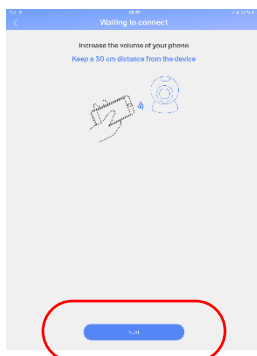 Waiting to connect
Increase the volume of your phone
Keep a 30 cm distance from the device